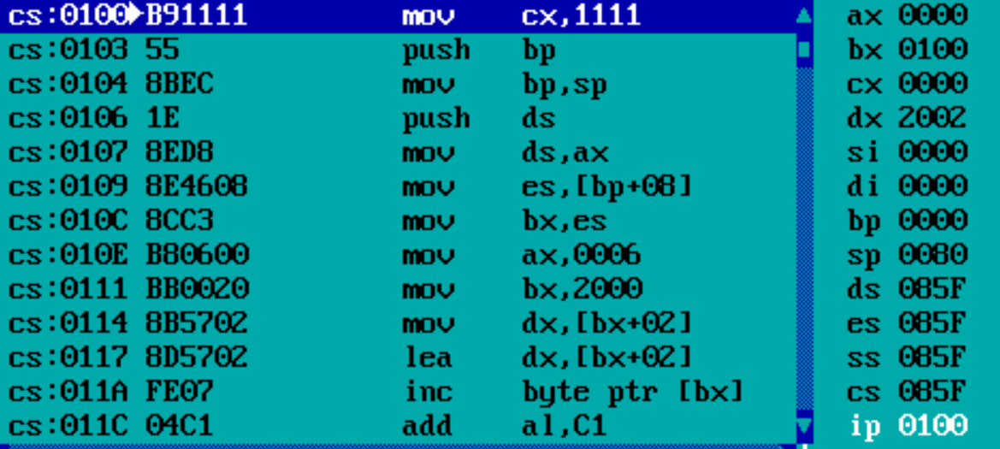 cs:0100 B91111 mov cx,1111 ax 0000
cs:0103 55 push bp bx 0100
cs:0104 8BEC mov bp,sp cx 0000
cs:0106 1E push ds dx 2002
cs:0107 8ED8 mov ds,ax si 0000
cs:0109 8E4608 mov es,[bp+08] di 0000
cs:010C 8CC3 mov bx,es bp 0000
cs:010E B80600 mov ax,0006 sp 0080
cs:0111 BB0020 mov bx,2000 ds 085F
cs:0114 8B5702 mov dx,[bx+02] es 085F
cs:0117 8D5702 lea dx,[bx+02] ss 085F
cs:011A FE07 inc byte ptr [bx] cs 085F
cs:011C 04C1 add al,C1 ip 0100